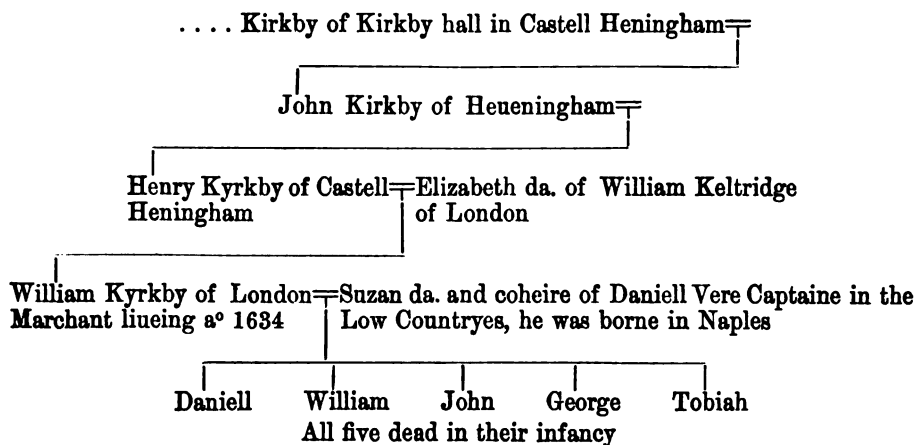 .... Kirkby of Kirkby hall in Castell Heningham
John Kirkby of Heueningham
Henry Kyrkby of Castell Heningham
Elizabeth da. of William Keltridge of London
William Kyrkby of London Marchant liueing aº 1634
Suzan da. and coheire of Daniell Vere Captaine in the Low Countryes, he was borne in Naples
Daniell William John George Tobiah
All five dead in their infancy